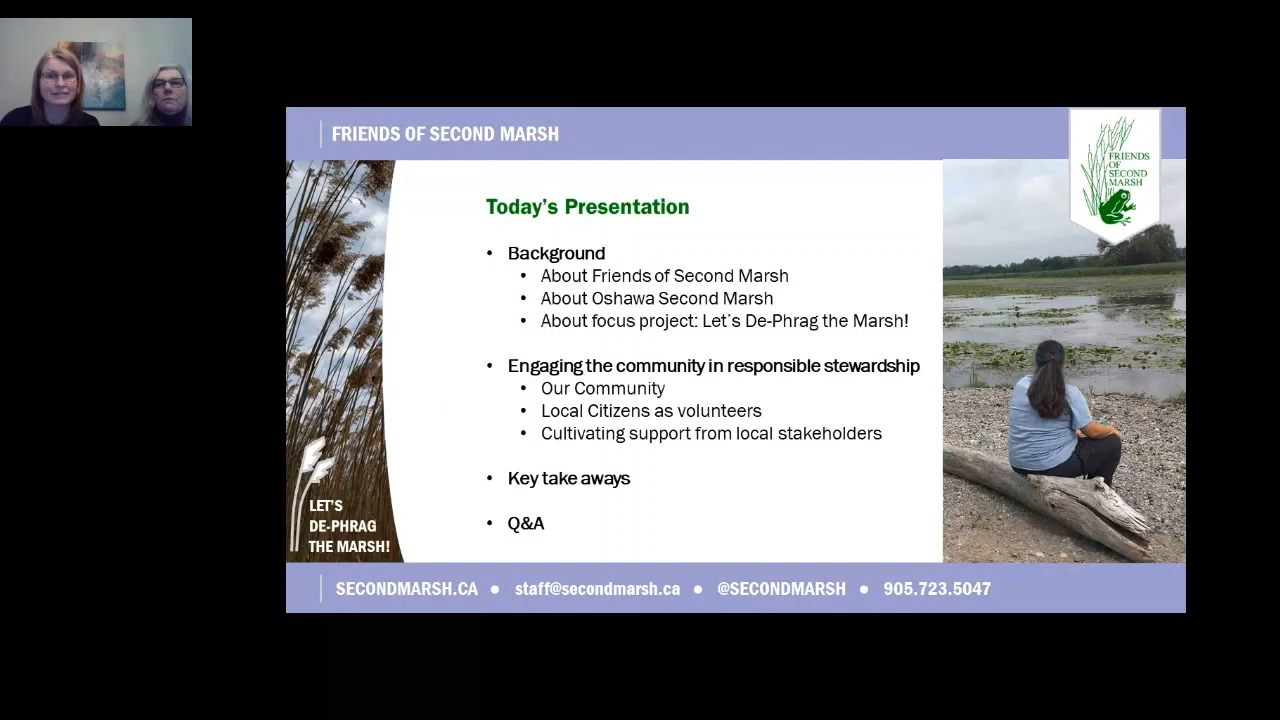 FRIENDS OF SECOND MARSH
FRIENDS
OF
SECOND
MARSH
Today's Presentation
• Background
• About Friends of Second Marsh
• About Oshawa Second Marsh
• About focus project: Let's De-Phrag the Marsh!
• Engaging the community in responsible stewardship
• Our Community
• Local Citizens as volunteers
• Cultivating support from local stakeholders
• Key take aways
• Q&A
LET'S
DE-PHRAG
THE MARSH!
SECONDMARSH.CA • staff@secondmarsh.ca • @SECONDMARSH • 905.723.5047